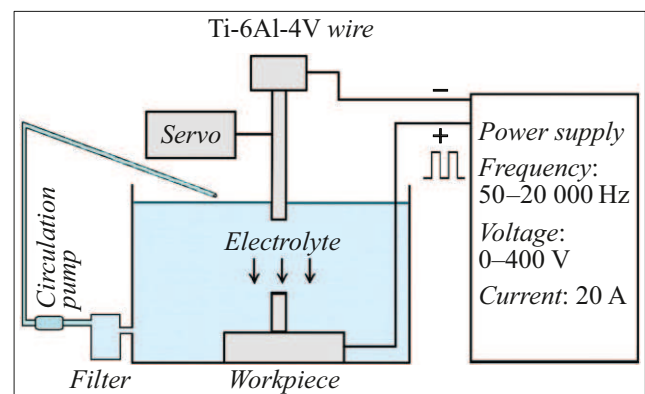 Ti-6Al-4V wire
Servo
−
+
Power supply
Frequency:
50–20 000 Hz
Voltage:
0–400 V
Current: 20 A
Electrolyte
Circulation
pump
Filter
Workpiece